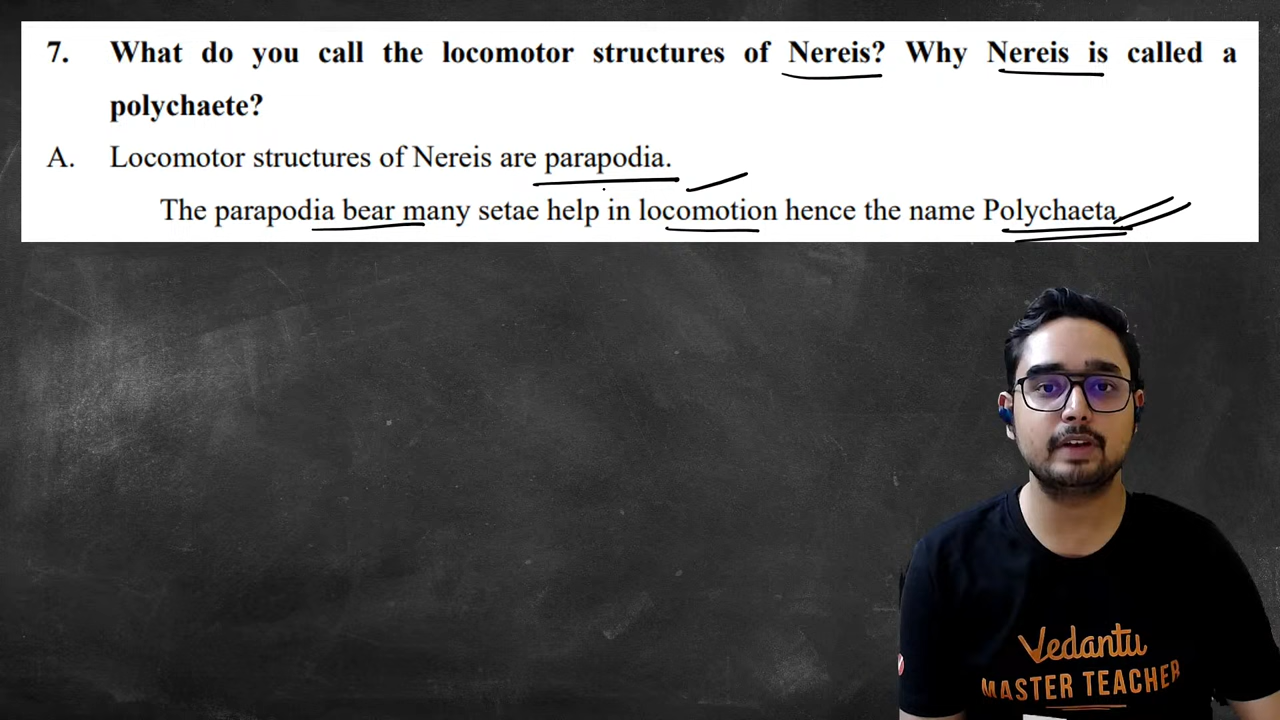 7. What do you call the locomotor structures of Nereis? Why Nereis is called a
polychaete?
A. Locomotor structures of Nereis are parapodia.
The parapodia bear many setae help in locomotion hence the name Polychaeta.
Vedantu
MASTER TEACHER